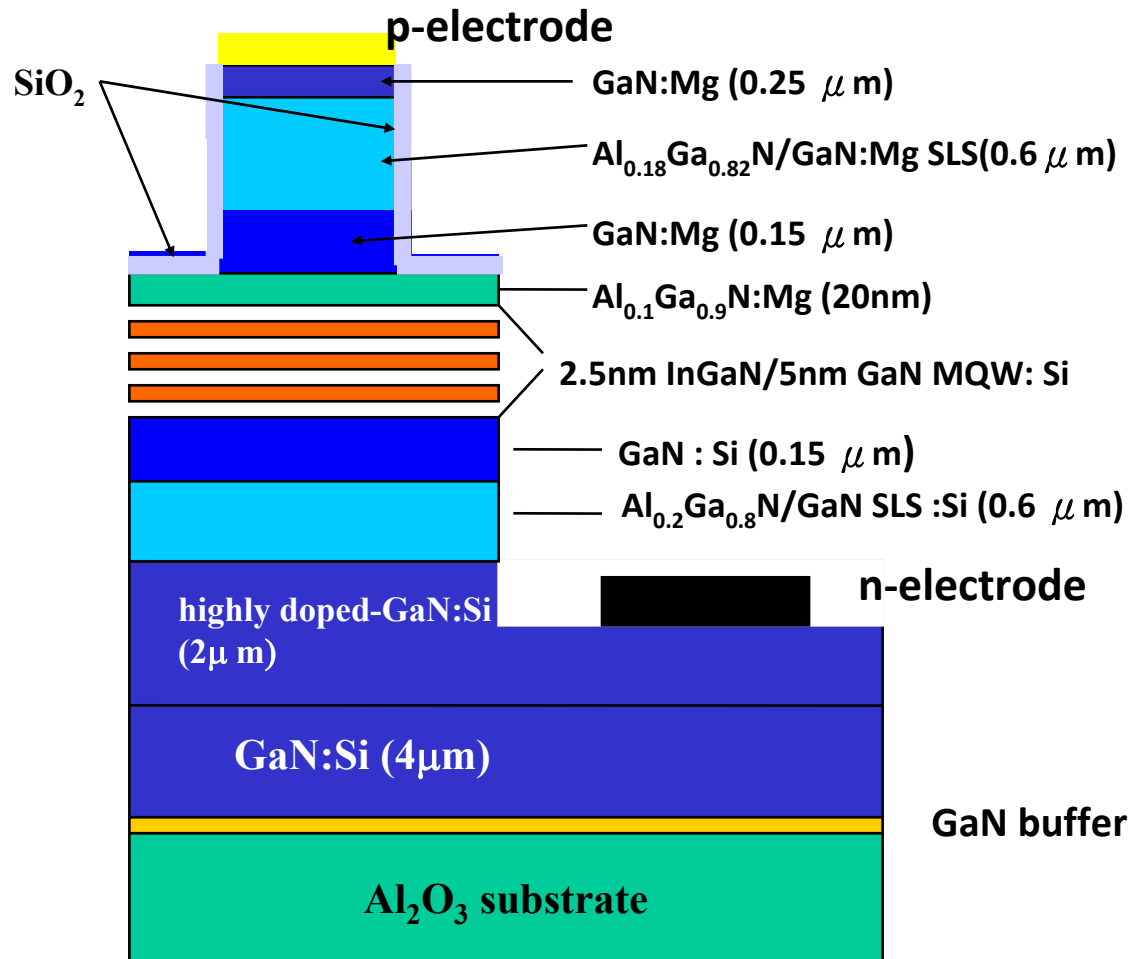 p-electrode
SiO₂
GaN:Mg (0.25 μm)
Al₀.₁₈Ga₀.₈₂N/GaN:Mg SLS(0.6 μm)
GaN:Mg (0.15 μm)
Al₀.₁Ga₀.₉N:Mg (20nm)
2.5nm InGaN/5nm GaN MQW: Si
GaN : Si (0.15 μm)
Al₀.₂Ga₀.₈N/GaN SLS :Si (0.6 μm)
n-electrode
highly doped-GaN:Si
(2μ m)
GaN:Si (4μm)
GaN buffer
Al₂O₃ substrate